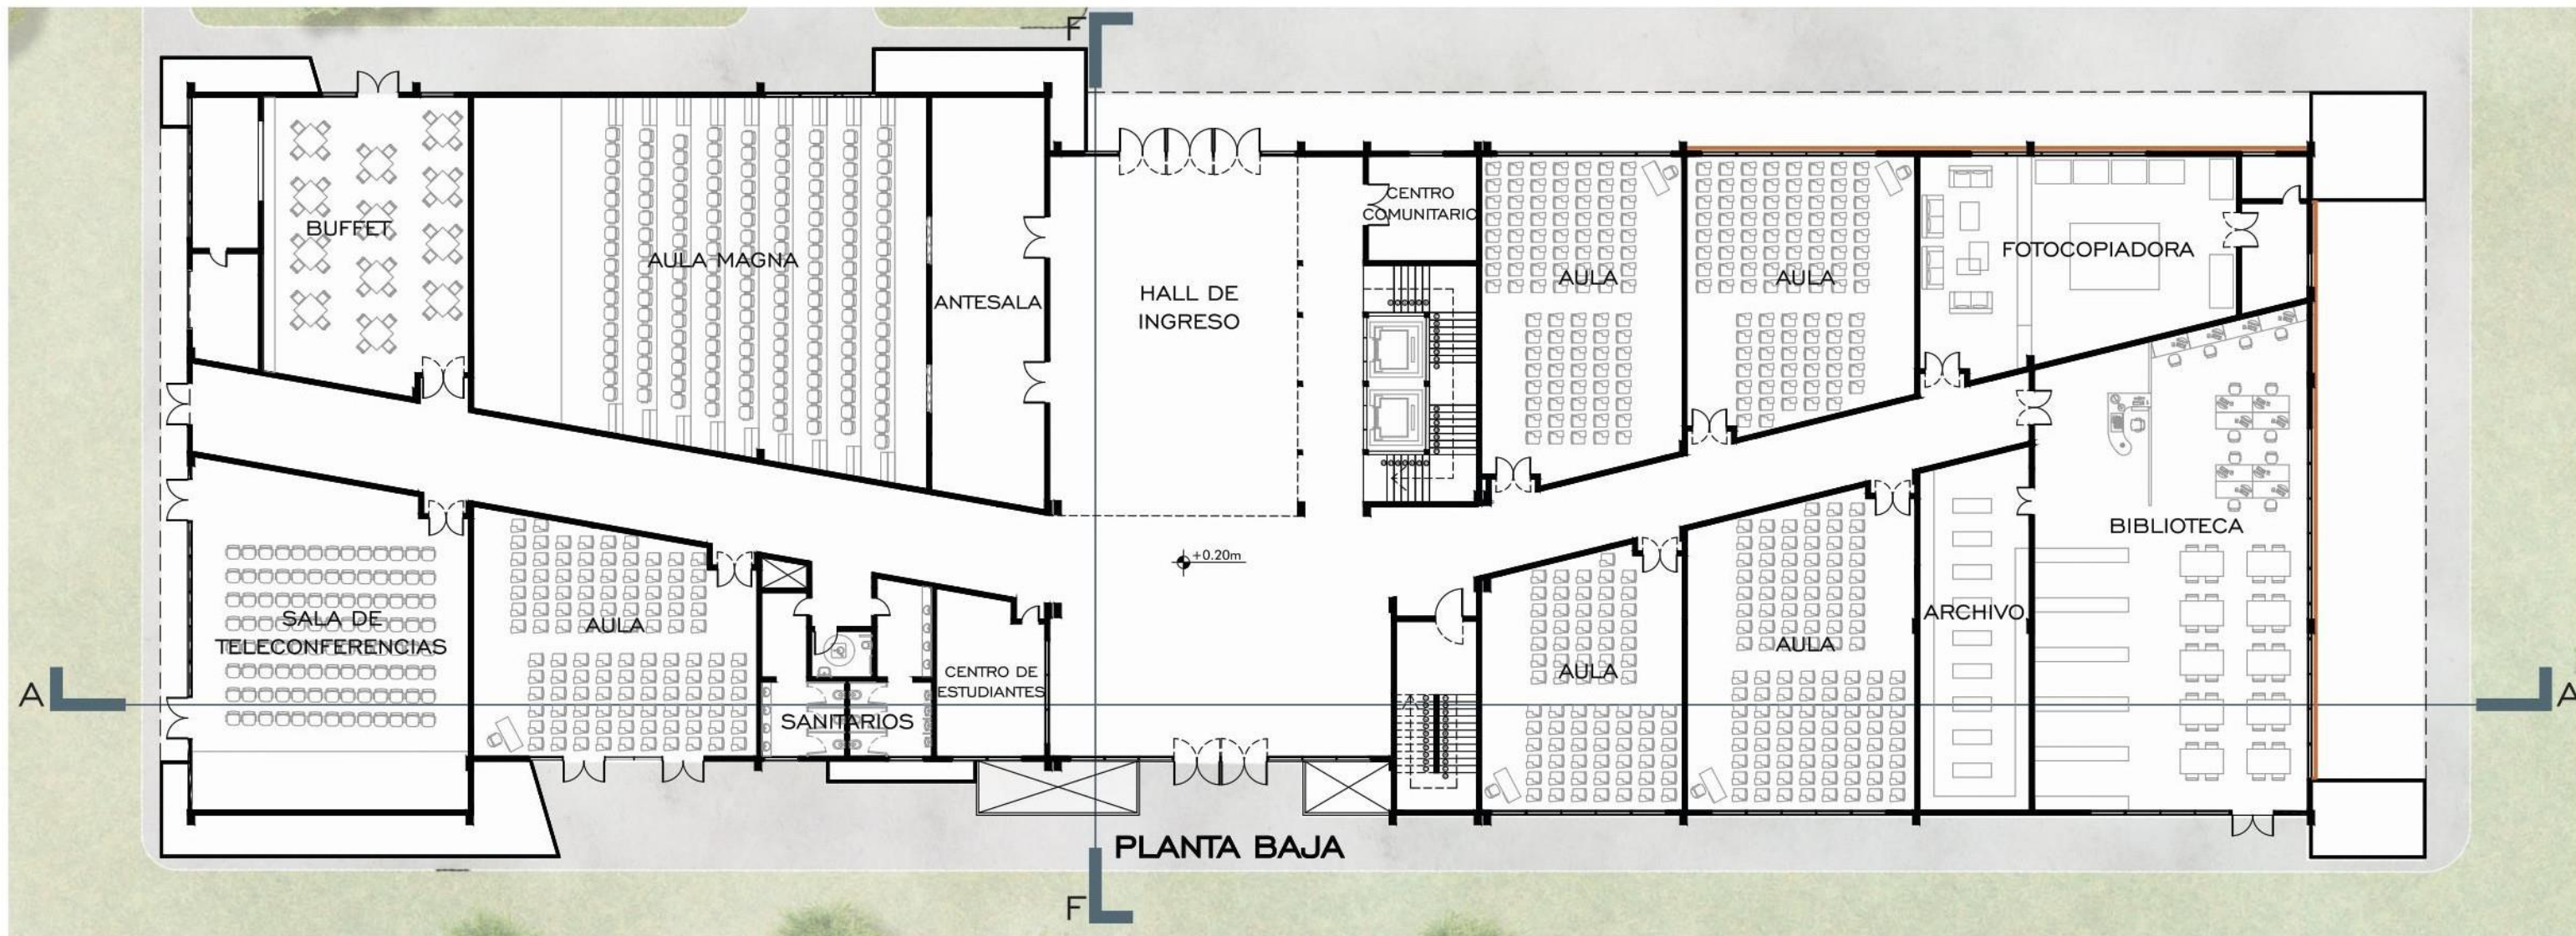 F
BUFFET
AULA MAGNA
ANTESALA
HALL DE
INGRESO
CENTRO
COMUNITARIO
AULA
AULA
FOTOCOPIADORA
BIBLIOTECA
+0.20m
SALA DE
TELECONFERENCIAS
AULA
SANITARIOS
CENTRO DE
ESTUDIANTES
AULA
AULA
ARCHIVO
A
A
PLANTA BAJA
F